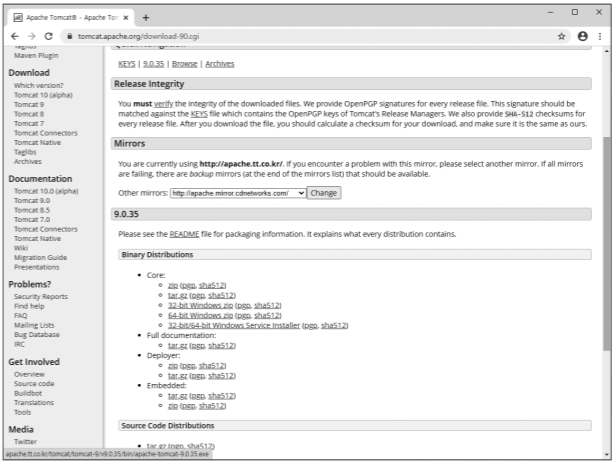 Apache Tomcat® - Apache Tom
tomcat.apache.org/download-90.cgi
Taglibs
Maven Plugin
Download
Which version?
Tomcat 10 (alpha)
Tomcat 9
Tomcat 8
Tomcat 7
Tomcat Connectors
Tomcat Native
Taglibs
Archives
Documentation
Tomcat 10.0 (alpha)
Tomcat 9.0
Tomcat 8.5
Tomcat 7.0
Tomcat Connectors
Tomcat Native
Wiki
Migration Guide
Presentations
Problems?
Security Reports
Find help
FAQ
Mailing Lists
Bug Database
IRC
Get Involved
Overview
Source code
Buildbot
Translations
Tools
Media
Twitter
apache.tt.co.kr/tomcat/tomcat-9/v9.0.35/bin/apache-tomcat-9.0.35.exe
Quick Navigation
KEYS | 9.0.35 | Browse | Archives
Release Integrity
You must verify the integrity of the downloaded files. We provide OpenPGP signatures for every release file. This signature should be
matched against the KEYS file which contains the OpenPGP keys of Tomcat's Release Managers. We also provide SHA-512 checksums for
every release file. After you download the file, you should calculate a checksum for your download, and make sure it is the same as ours.
Mirrors
You are currently using http://apache.tt.co.kr/. If you encounter a problem with this mirror, please select another mirror. If all mirrors
are failing, there are backup mirrors (at the end of the mirrors list) that should be available.
Other mirrors: http://apache.mirror.cdnetworks.com/ Change
9.0.35
Please see the README file for packaging information. It explains what every distribution contains.
Binary Distributions
• Core:
○ zip (pgp, sha512)
○ tar.gz (pgp, sha512)
○ 32-bit Windows zip (pgp, sha512)
○ 64-bit Windows zip (pgp, sha512)
○ 32-bit/64-bit Windows Service Installer (pgp, sha512)
• Full documentation:
○ tar.gz (pgp, sha512)
• Deployer:
○ zip (pgp, sha512)
○ tar.gz (pgp, sha512)
• Embedded:
○ tar.gz (pgp, sha512)
○ zip (pgp, sha512)
Source Code Distributions
• tar.gz (pgp, sha512)